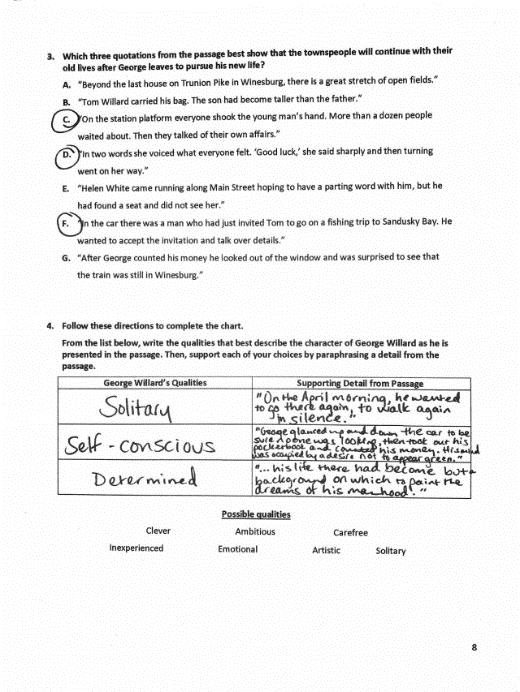 3. Which three quotations from the passage best show that the townspeople will continue with their
old lives after George leaves to pursue his new life?
A. "Beyond the last house on Trunion Pike in Winesburg, there is a great stretch of open fields."
B. "Tom Willard carried his bag. The son had become taller than the father."
C. "On the station platform everyone shook the young man's hand. More than a dozen people
waited about. Then they talked of their own affairs."
D. "In two words she voiced what everyone felt. 'Good luck,' she said sharply and then turning
went on her way."
E. "Helen White came running along Main Street hoping to have a parting word with him, but he
had found a seat and did not see her."
F. "In the car there was a man who had just invited Tom to go on a fishing trip to Sandusky Bay. He
wanted to accept the invitation and talk over details."
G. "After George counted his money he looked out of the window and was surprised to see that
the train was still in Winesburg."
4. Follow these directions to complete the chart.
From the list below, write the qualities that best describe the character of George Willard as he is
presented in the passage. Then, support each of your choices by paraphrasing a detail from the
passage.
George Willard's Qualities Supporting Detail from Passage
Solitary
"On the April morning, he wanted
to go there again, to walk again
in silence."
Self-conscious
"George glanced up and down the car to be
sure no one was looking, then took out his
pocketbook and counted his money. His mind
was occupied by a desire not to appear green."
Determined
"... his life there had become but a
background on which to paint the
dreams of his manhood."
Possible qualities
Clever Ambitious Carefree
Inexperienced Emotional Artistic Solitary
8